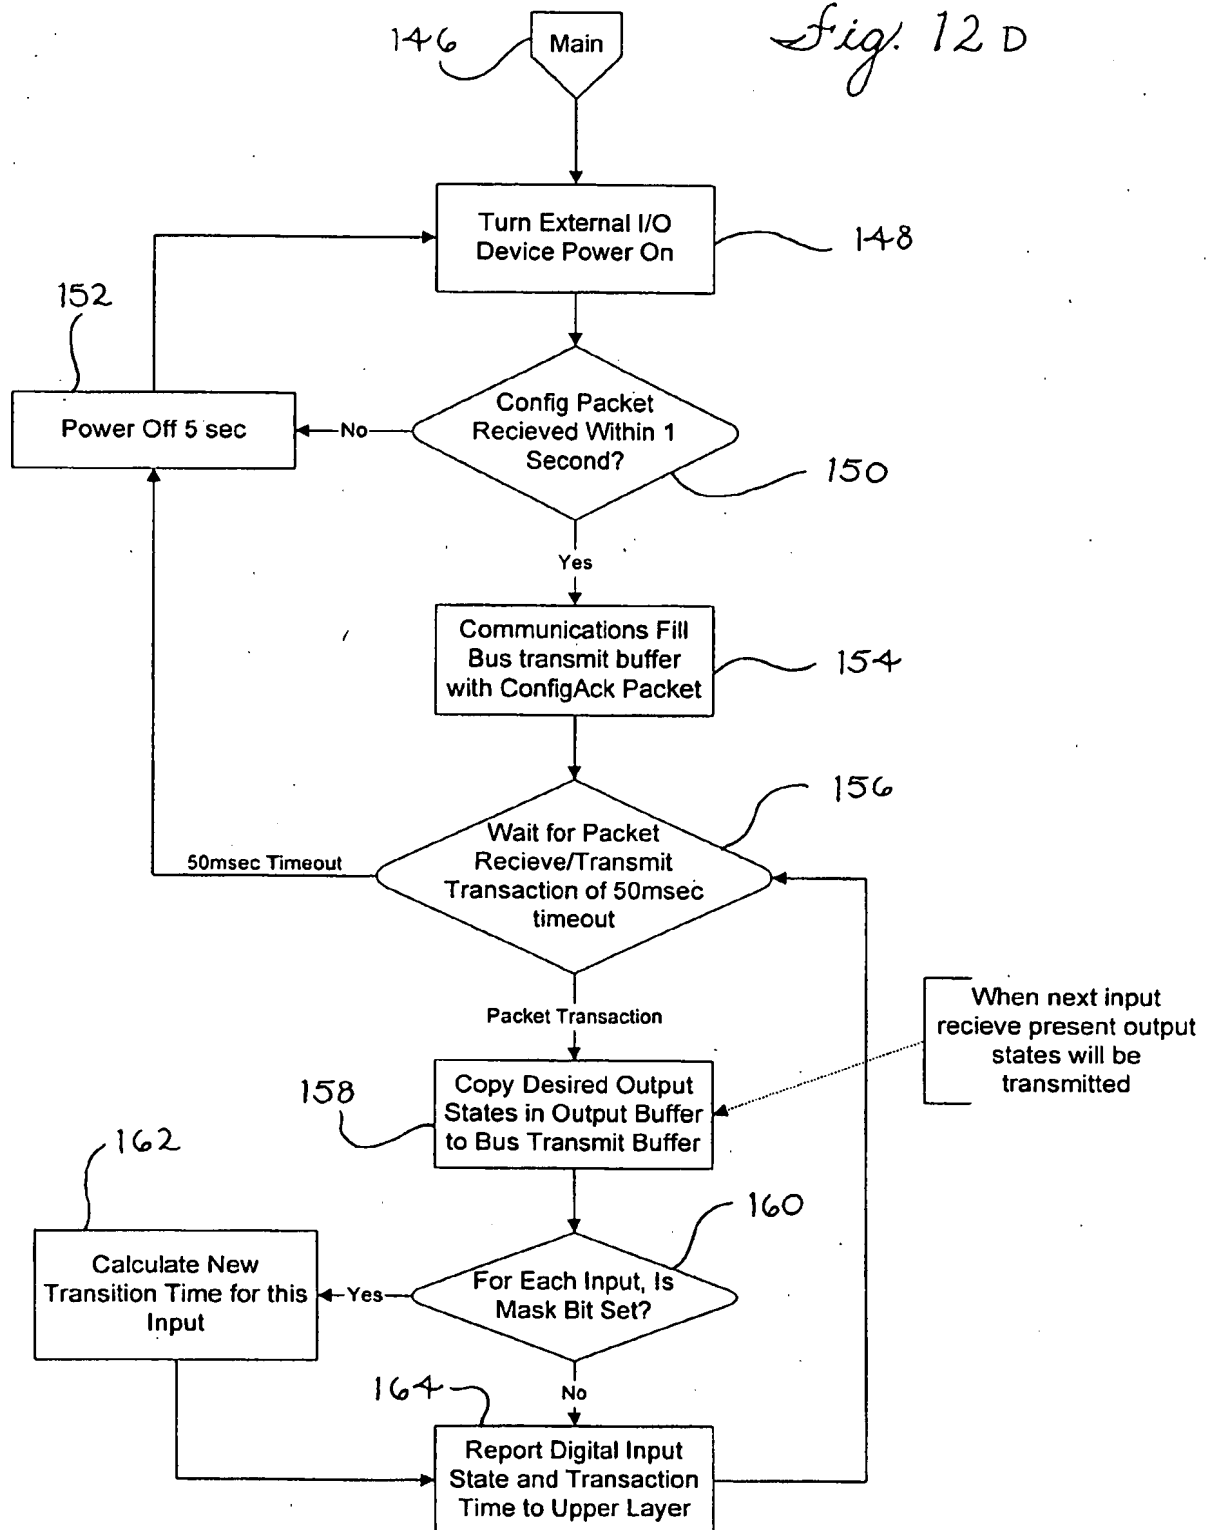 Fig. 12 D
146
Main
Turn External I/O
Device Power On
148
152
Power Off 5 sec
No
Config Packet
Recieved Within 1
Second?
150
Yes
Communications Fill
Bus transmit buffer
with ConfigAck Packet
154
156
Wait for Packet
Recieve/Transmit
Transaction of 50msec
timeout
50msec Timeout
Packet Transaction
When next input
recieve present output
states will be
transmitted
158
Copy Desired Output
States in Output Buffer
to Bus Transmit Buffer
162
160
Calculate New
Transition Time for this
Input
Yes
For Each Input, Is
Mask Bit Set?
No
164
Report Digital Input
State and Transaction
Time to Upper Layer